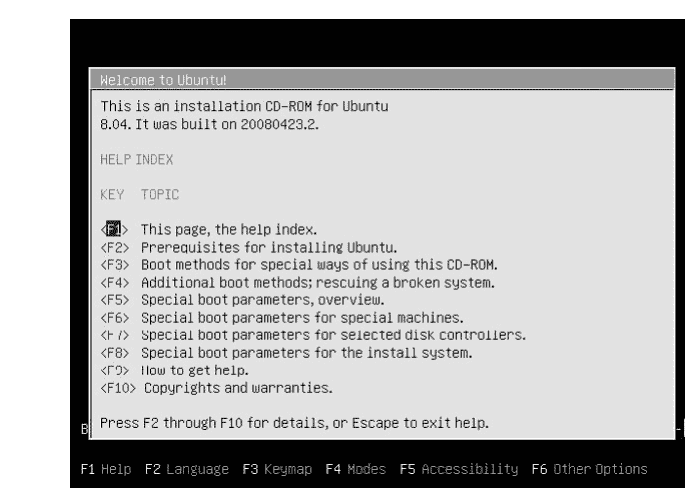 Welcome to Ubuntu!
This is an installation CD-ROM for Ubuntu
8.04. It was built on 20080423.2.
HELP INDEX
KEY TOPIC
<F1> This page, the help index.
<F2> Prerequisites for installing Ubuntu.
<F3> Boot methods for special ways of using this CD-ROM.
<F4> Additional boot methods; rescuing a broken system.
<F5> Special boot parameters, overview.
<F6> Special boot parameters for special machines.
<F7> Special boot parameters for selected disk controllers.
<F8> Special boot parameters for the install system.
<F9> How to get help.
<F10> Copyrights and warranties.
Press F2 through F10 for details, or Escape to exit help.
F1 Help F2 Language F3 Keymap F4 Modes F5 Accessibility F6 Other Options